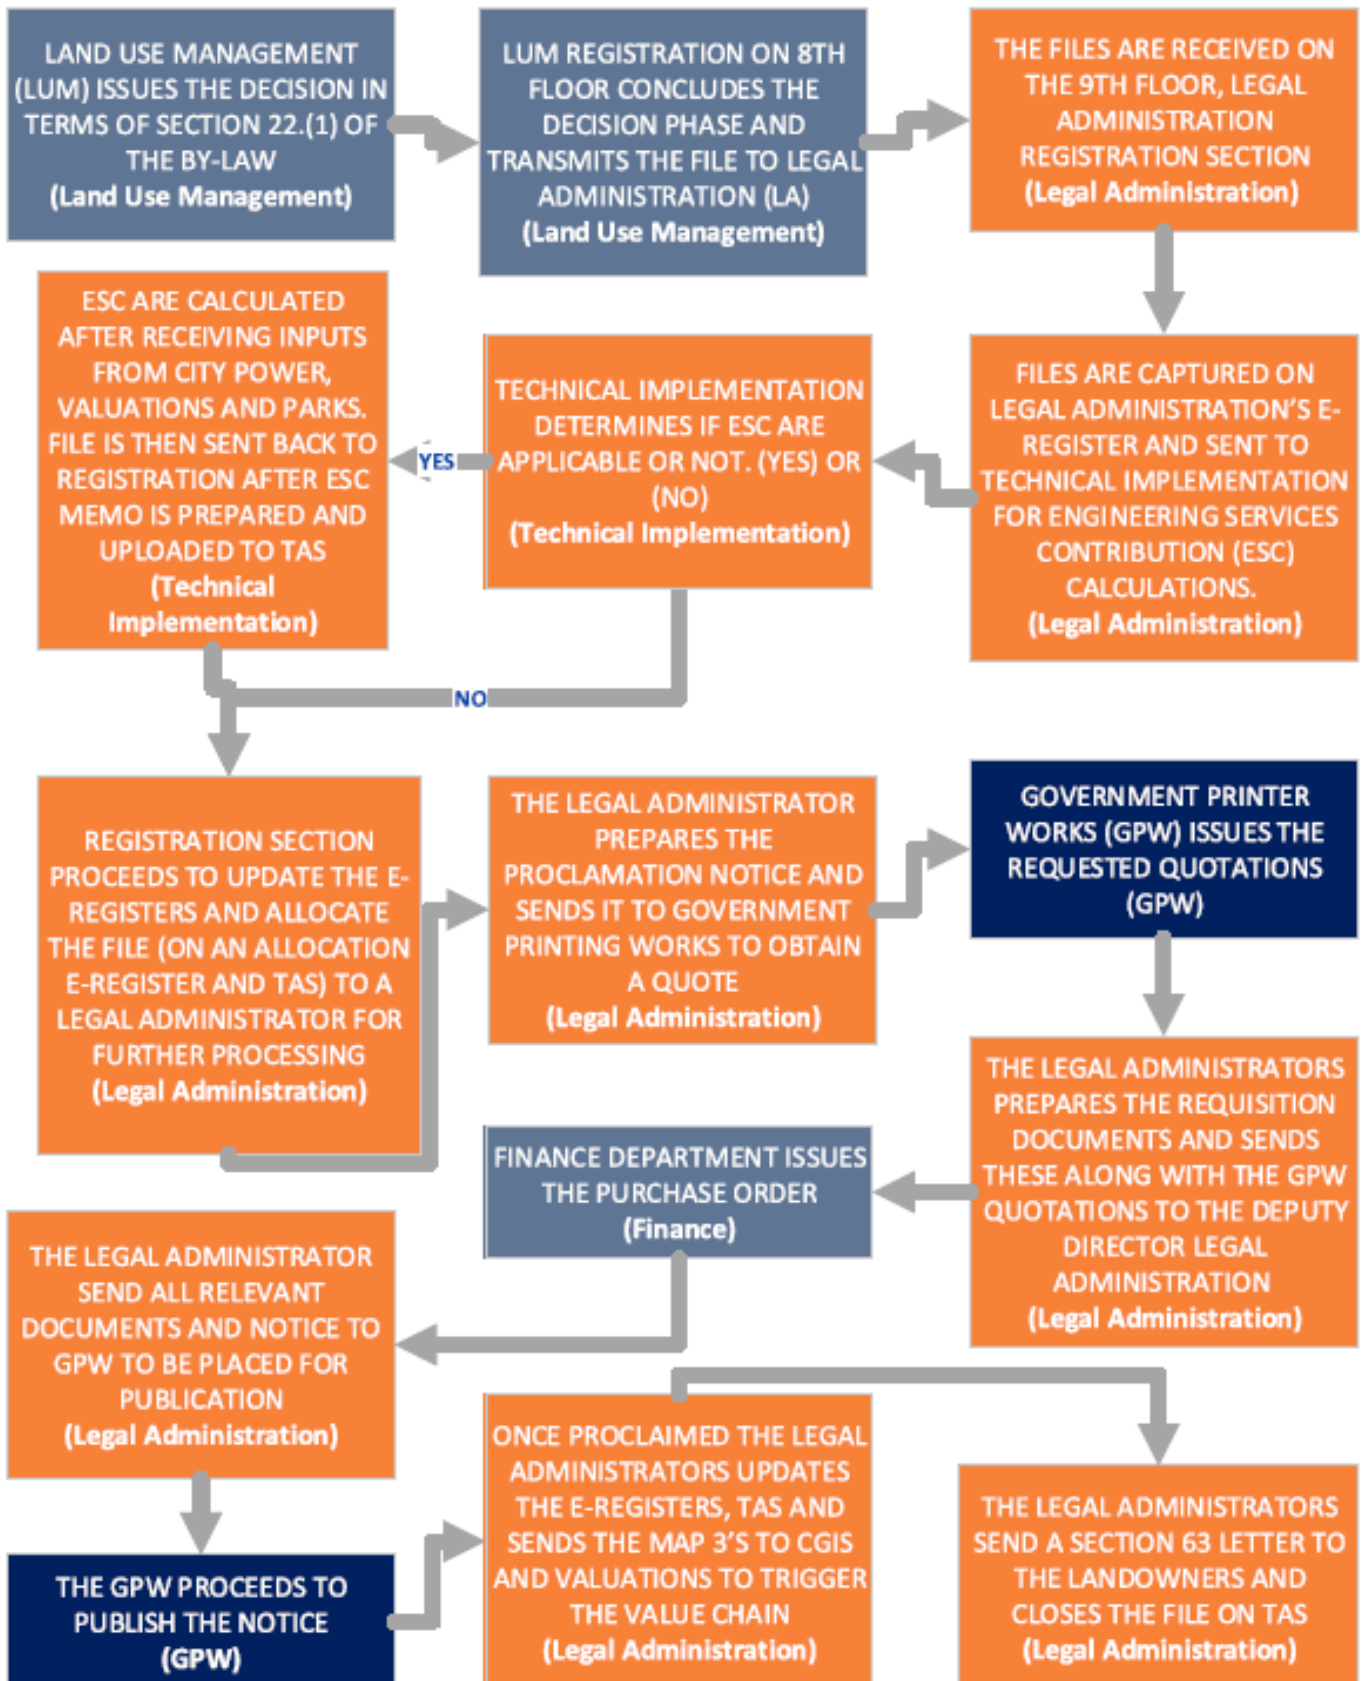 LAND USE MANAGEMENT
(LUM) ISSUES THE DECISION IN
TERMS OF SECTION 22.(1) OF
THE BY-LAW
(Land Use Management)
LUM REGISTRATION ON 8TH
FLOOR CONCLUDES THE
DECISION PHASE AND
TRANSMITS THE FILE TO LEGAL
ADMINISTRATION (LA)
(Land Use Management)
THE FILES ARE RECEIVED ON
THE 9TH FLOOR, LEGAL
ADMINISTRATION
REGISTRATION SECTION
(Legal Administration)
FILES ARE CAPTURED ON
LEGAL ADMINISTRATION'S E-
REGISTER AND SENT TO
TECHNICAL IMPLEMENTATION
FOR ENGINEERING SERVICES
CONTRIBUTION (ESC)
CALCULATIONS.
(Legal Administration)
TECHNICAL IMPLEMENTATION
DETERMINES IF ESC ARE
APPLICABLE OR NOT. (YES) OR
(NO)
(Technical Implementation)
YES
ESC ARE CALCULATED
AFTER RECEIVING INPUTS
FROM CITY POWER,
VALUATIONS AND PARKS.
FILE IS THEN SENT BACK TO
REGISTRATION AFTER ESC
MEMO IS PREPARED AND
UPLOADED TO TAS
(Technical
Implementation)
NO
REGISTRATION SECTION
PROCEEDS TO UPDATE THE E-
REGISTERS AND ALLOCATE
THE FILE (ON AN ALLOCATION
E-REGISTER AND TAS) TO A
LEGAL ADMINISTRATOR FOR
FURTHER PROCESSING
(Legal Administration)
THE LEGAL ADMINISTRATOR
PREPARES THE
PROCLAMATION NOTICE AND
SENDS IT TO GOVERNMENT
PRINTING WORKS TO OBTAIN
A QUOTE
(Legal Administration)
GOVERNMENT PRINTER
WORKS (GPW) ISSUES THE
REQUESTED QUOTATIONS
(GPW)
THE LEGAL ADMINISTRATORS
PREPARES THE REQUISITION
DOCUMENTS AND SENDS
THESE ALONG WITH THE GPW
QUOTATIONS TO THE DEPUTY
DIRECTOR LEGAL
ADMINISTRATION
(Legal Administration)
FINANCE DEPARTMENT ISSUES
THE PURCHASE ORDER
(Finance)
THE LEGAL ADMINISTRATOR
SEND ALL RELEVANT
DOCUMENTS AND NOTICE TO
GPW TO BE PLACED FOR
PUBLICATION
(Legal Administration)
THE GPW PROCEEDS TO
PUBLISH THE NOTICE
(GPW)
ONCE PROCLAIMED THE LEGAL
ADMINISTRATORS UPDATES
THE E-REGISTERS, TAS AND
SENDS THE MAP 3'S TO CGIS
AND VALUATIONS TO TRIGGER
THE VALUE CHAIN
(Legal Administration)
THE LEGAL ADMINISTRATORS
SEND A SECTION 63 LETTER TO
THE LANDOWNERS AND
CLOSES THE FILE ON TAS
(Legal Administration)